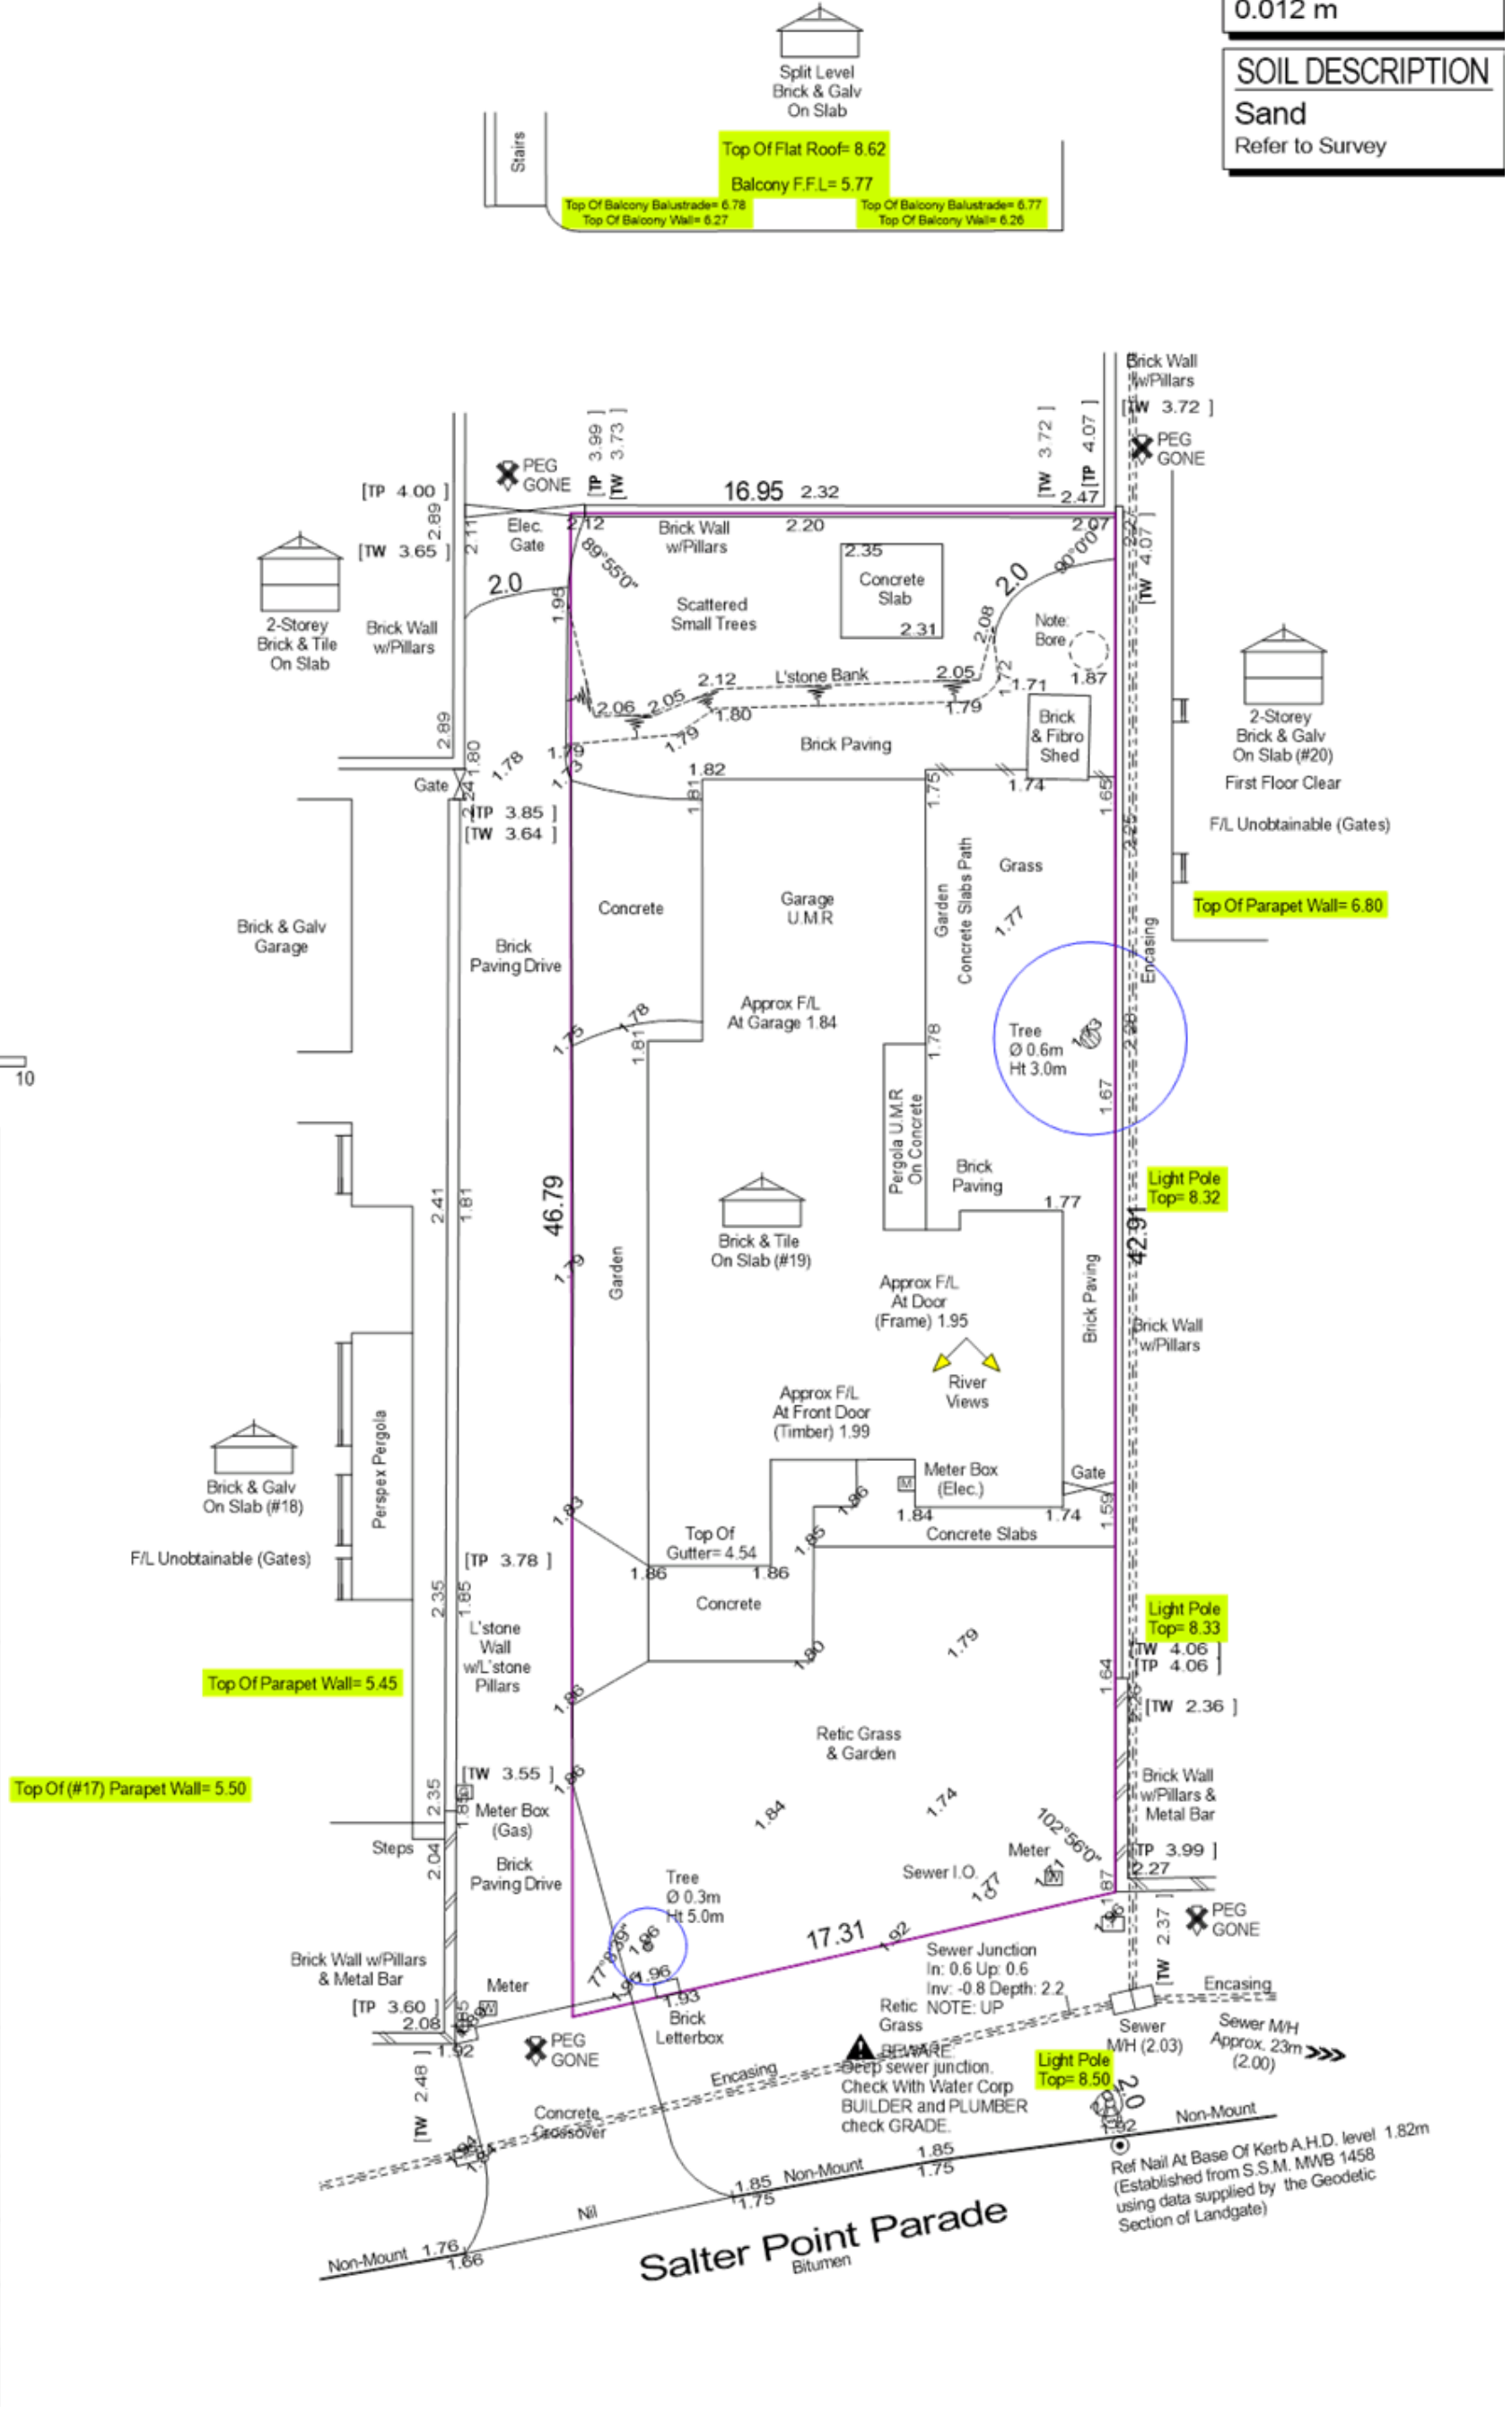 0.012 m
SOIL DESCRIPTION
Sand
Refer to Survey
Split Level
Brick & Galv
On Slab
Stairs
Top Of Flat Roof= 8.62
Balcony F.F.L= 5.77
Top Of Balcony Balustrade= 6.78
Top Of Balcony Wall= 6.27
Top Of Balcony Balustrade= 6.77
Top Of Balcony Wall= 6.26
Brick Wall
w/Pillars
[TW 3.72 ]
PEG
GONE
[TP 3.99 ]
[TW 3.73 ]
[TW 3.72 ]
[TP 4.07 ]
PEG
GONE
[TP 4.00 ]
2.89
2.11
[TW 3.65 ]
16.95
2.32
2.47
Elec.
Gate
2.12
Brick Wall
w/Pillars
2.20
2.07
89°55'0"
90°0'0"
[TW 4.07 ]
2.35
Concrete
Slab
2.31
2.0
2.0
1.95
Scattered
Small Trees
2.08
Note:
Bore
1.87
2-Storey
Brick & Tile
On Slab
Brick Wall
w/Pillars
2-Storey
Brick & Galv
On Slab (#20)
First Floor Clear
F/L Unobtainable (Gates)
2.12
L'stone Bank
2.05
1.72
1.71
2.06
2.05
1.80
1.79
1.79
1.79
Brick Paving
Brick
& Fibro
Shed
2.89
1.80
1.78
1.73
1.82
1.81
1.75
1.74
1.65
Gate
2.24
[TP 3.85 ]
[TW 3.64 ]
2.25
Grass
Garden
Concrete Slabs Path
1.77
Top Of Parapet Wall= 6.80
Concrete
Garage
U.M.R
Brick & Galv
Garage
Brick
Paving Drive
Encasing
Approx F/L
At Garage 1.84
1.78
1.75
1.81
1.78
Tree
Ø 0.6m
Ht 3.0m
1.73
1.67
10
Pergola U.M.R
On Concrete
Brick
Paving
1.77
Light Pole
Top= 8.32
2.41
1.81
46.79
42.91
Brick & Tile
On Slab (#19)
Garden
1.79
Approx F/L
At Door
(Frame) 1.95
Brick Paving
Brick Wall
w/Pillars
River
Views
Perspex Pergola
Approx F/L
At Front Door
(Timber) 1.99
Brick & Galv
On Slab (#18)
F/L Unobtainable (Gates)
M
Meter Box
(Elec.)
Gate
1.83
1.86
1.84
1.74
1.59
1.85
Concrete Slabs
Top Of
Gutter= 4.54
1.86
1.86
[TP 3.78 ]
2.35
1.85
Concrete
L'stone
Wall
w/L'stone
Pillars
Light Pole
Top= 8.33
[TW 4.06 ]
[TP 4.06 ]
1.80
1.79
1.64
1.86
[TW 2.36 ]
Top Of Parapet Wall= 5.45
Retic Grass
& Garden
Top Of (#17) Parapet Wall= 5.50
[TW 3.55 ]
1.86
2.35
1.85
Meter Box
(Gas)
Brick Wall
w/Pillars &
Metal Bar
1.84
1.74
102°56'0"
Steps
2.04
Brick
Paving Drive
Meter
[TP 3.99 ]
2.27
Sewer I.O.
1.77
1.71
W
1.87
Tree
Ø 0.3m
Ht 5.0m
1.96
77°8'39"
17.31
1.92
1.96
PEG
GONE
[TW 2.37 ]
Brick Wall w/Pillars
& Metal Bar
Meter
W
[TP 3.60 ]
2.08
1.92
1.96
1.96
1.93
Brick
Letterbox
Sewer Junction
In: 0.6 Up: 0.6
Inv: -0.8 Depth: 2.2
NOTE: UP
Retic
Grass
Encasing
Sewer
M/H (2.03)
Sewer M/H
Approx. 23m
(2.00)
PEG
GONE
[TW 2.48 ]
BEWARE:
Deep sewer junction.
Check With Water Corp
BUILDER and PLUMBER
check GRADE.
Light Pole
Top= 8.50
2.0
Encasing
Concrete
Crossover
1.94
1.92
Non-Mount
1.85
1.75
Non-Mount
1.85
1.75
Nil
Non-Mount
1.76
1.66
Ref Nail At Base Of Kerb A.H.D. level 1.82m
(Established from S.S.M. MWB 1458
using data supplied by the Geodetic
Section of Landgate)
Salter Point Parade
Bitumen